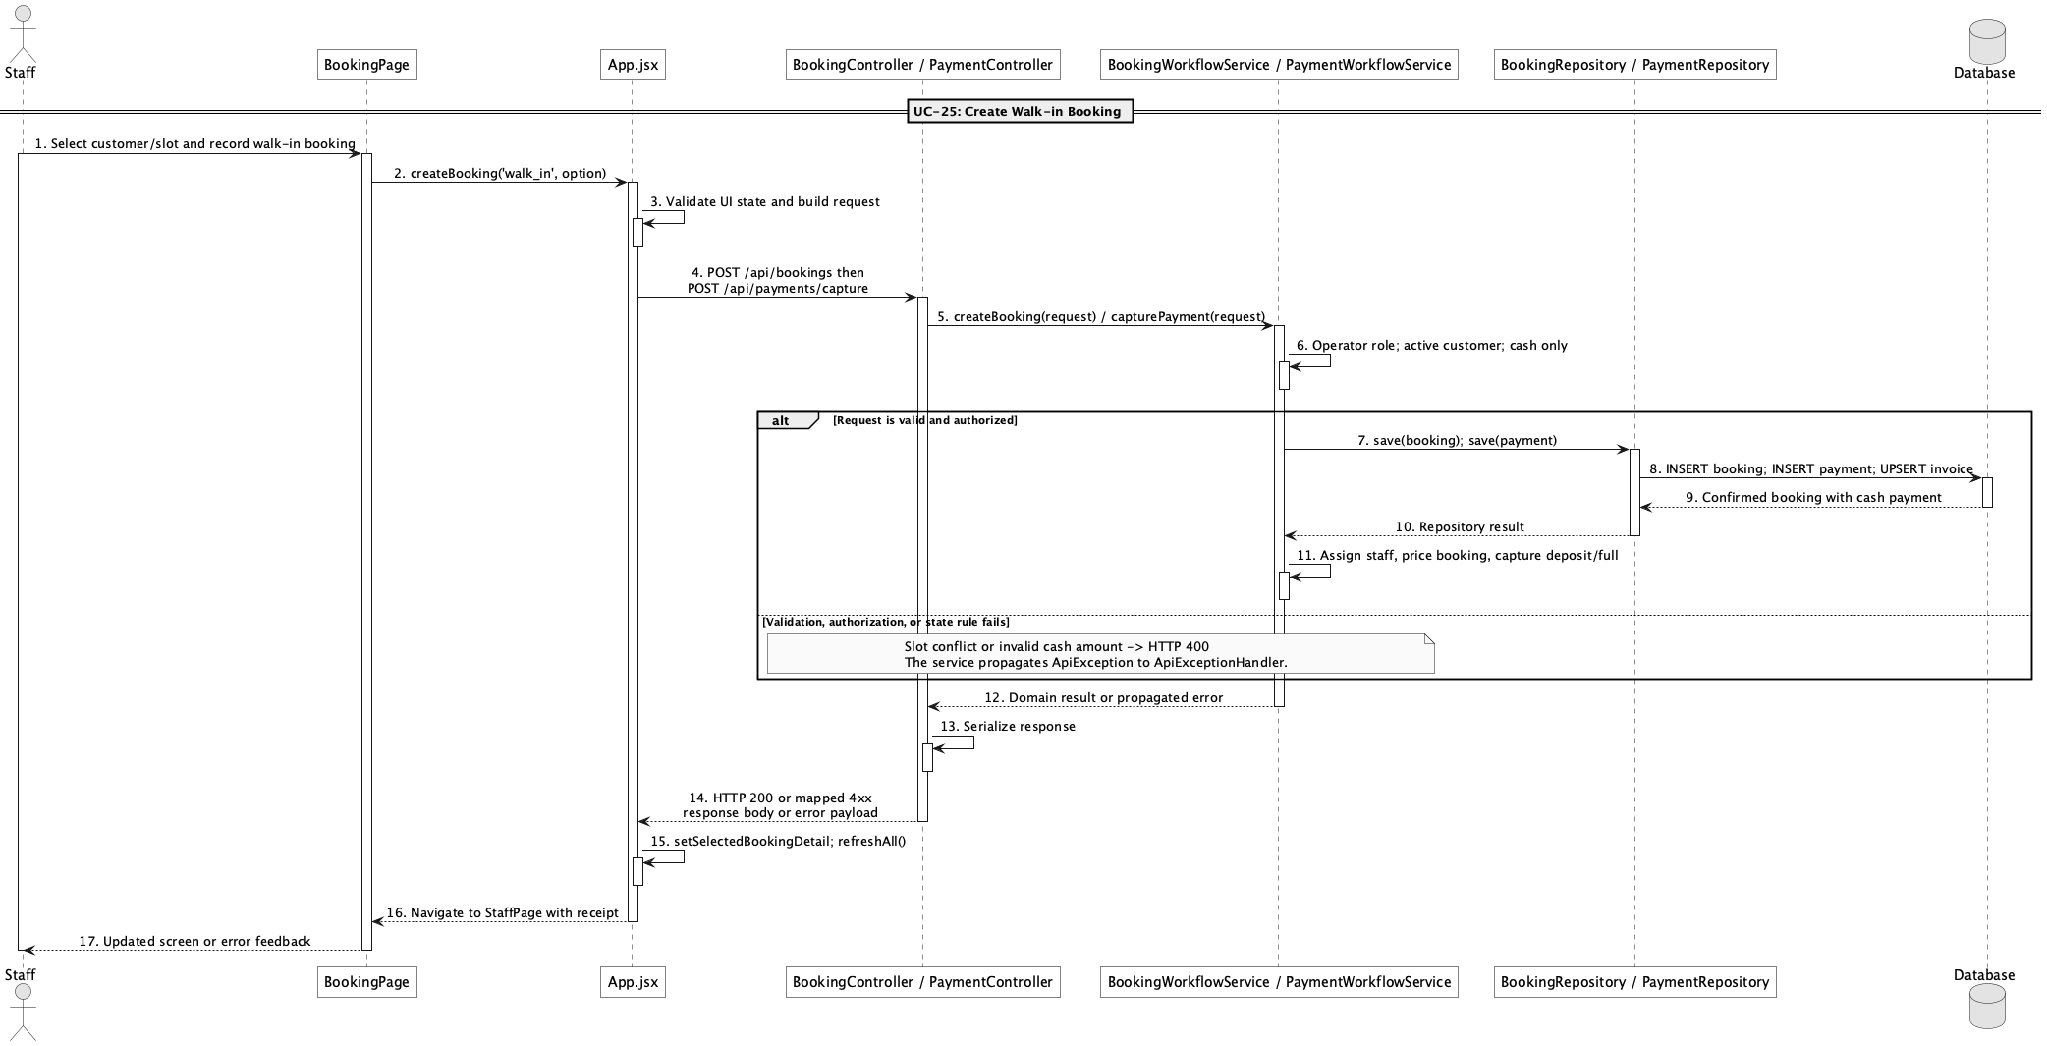 Staff
BookingPage
App.jsx
BookingController / PaymentController
BookingWorkflowService / PaymentWorkflowService
BookingRepository / PaymentRepository
Database
UC-25: Create Walk-in Booking
1. Select customer/slot and record walk-in booking
2. createBooking('walk_in', option)
3. Validate UI state and build request
4. POST /api/bookings then
POST /api/payments/capture
5. createBooking(request) / capturePayment(request)
6. Operator role; active customer; cash only
alt
[Request is valid and authorized]
7. save(booking); save(payment)
8. INSERT booking; INSERT payment; UPSERT invoice
9. Confirmed booking with cash payment
10. Repository result
11. Assign staff, price booking, capture deposit/full
[Validation, authorization, or state rule fails]
Slot conflict or invalid cash amount -> HTTP 400
The service propagates ApiException to ApiExceptionHandler.
12. Domain result or propagated error
13. Serialize response
14. HTTP 200 or mapped 4xx
response body or error payload
15. setSelectedBookingDetail; refreshAll()
16. Navigate to StaffPage with receipt
17. Updated screen or error feedback
Staff
BookingPage
App.jsx
BookingController / PaymentController
BookingWorkflowService / PaymentWorkflowService
BookingRepository / PaymentRepository
Database